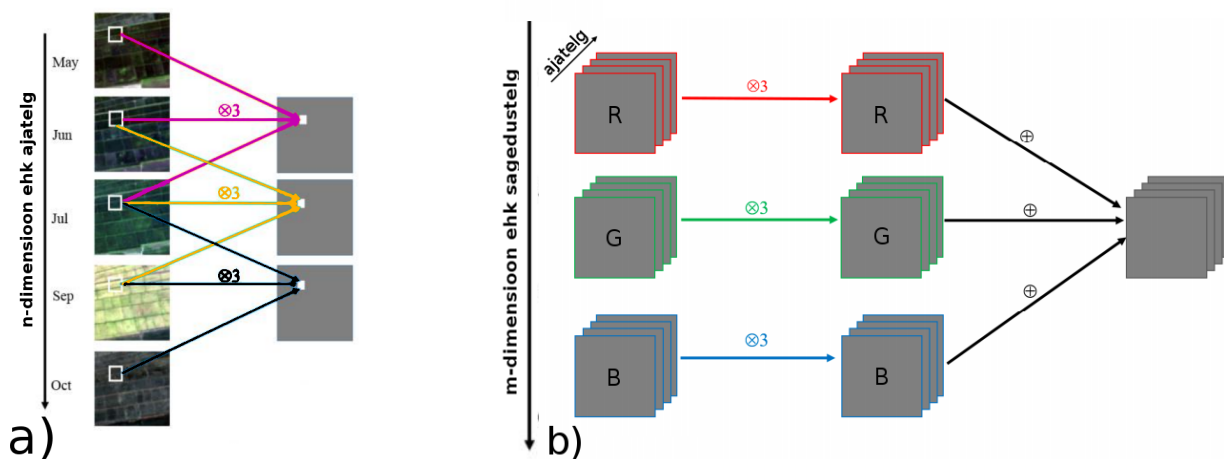 n-dimensioon ehk ajatelg
May
Jun
Jul
Sep
Oct
⊗3
⊗3
⊗3
a)
m-dimensioon ehk sagedustelg
ajatelg
R
⊗3
R
⊕
G
⊗3
G
⊕
B
⊗3
B
⊕
b)